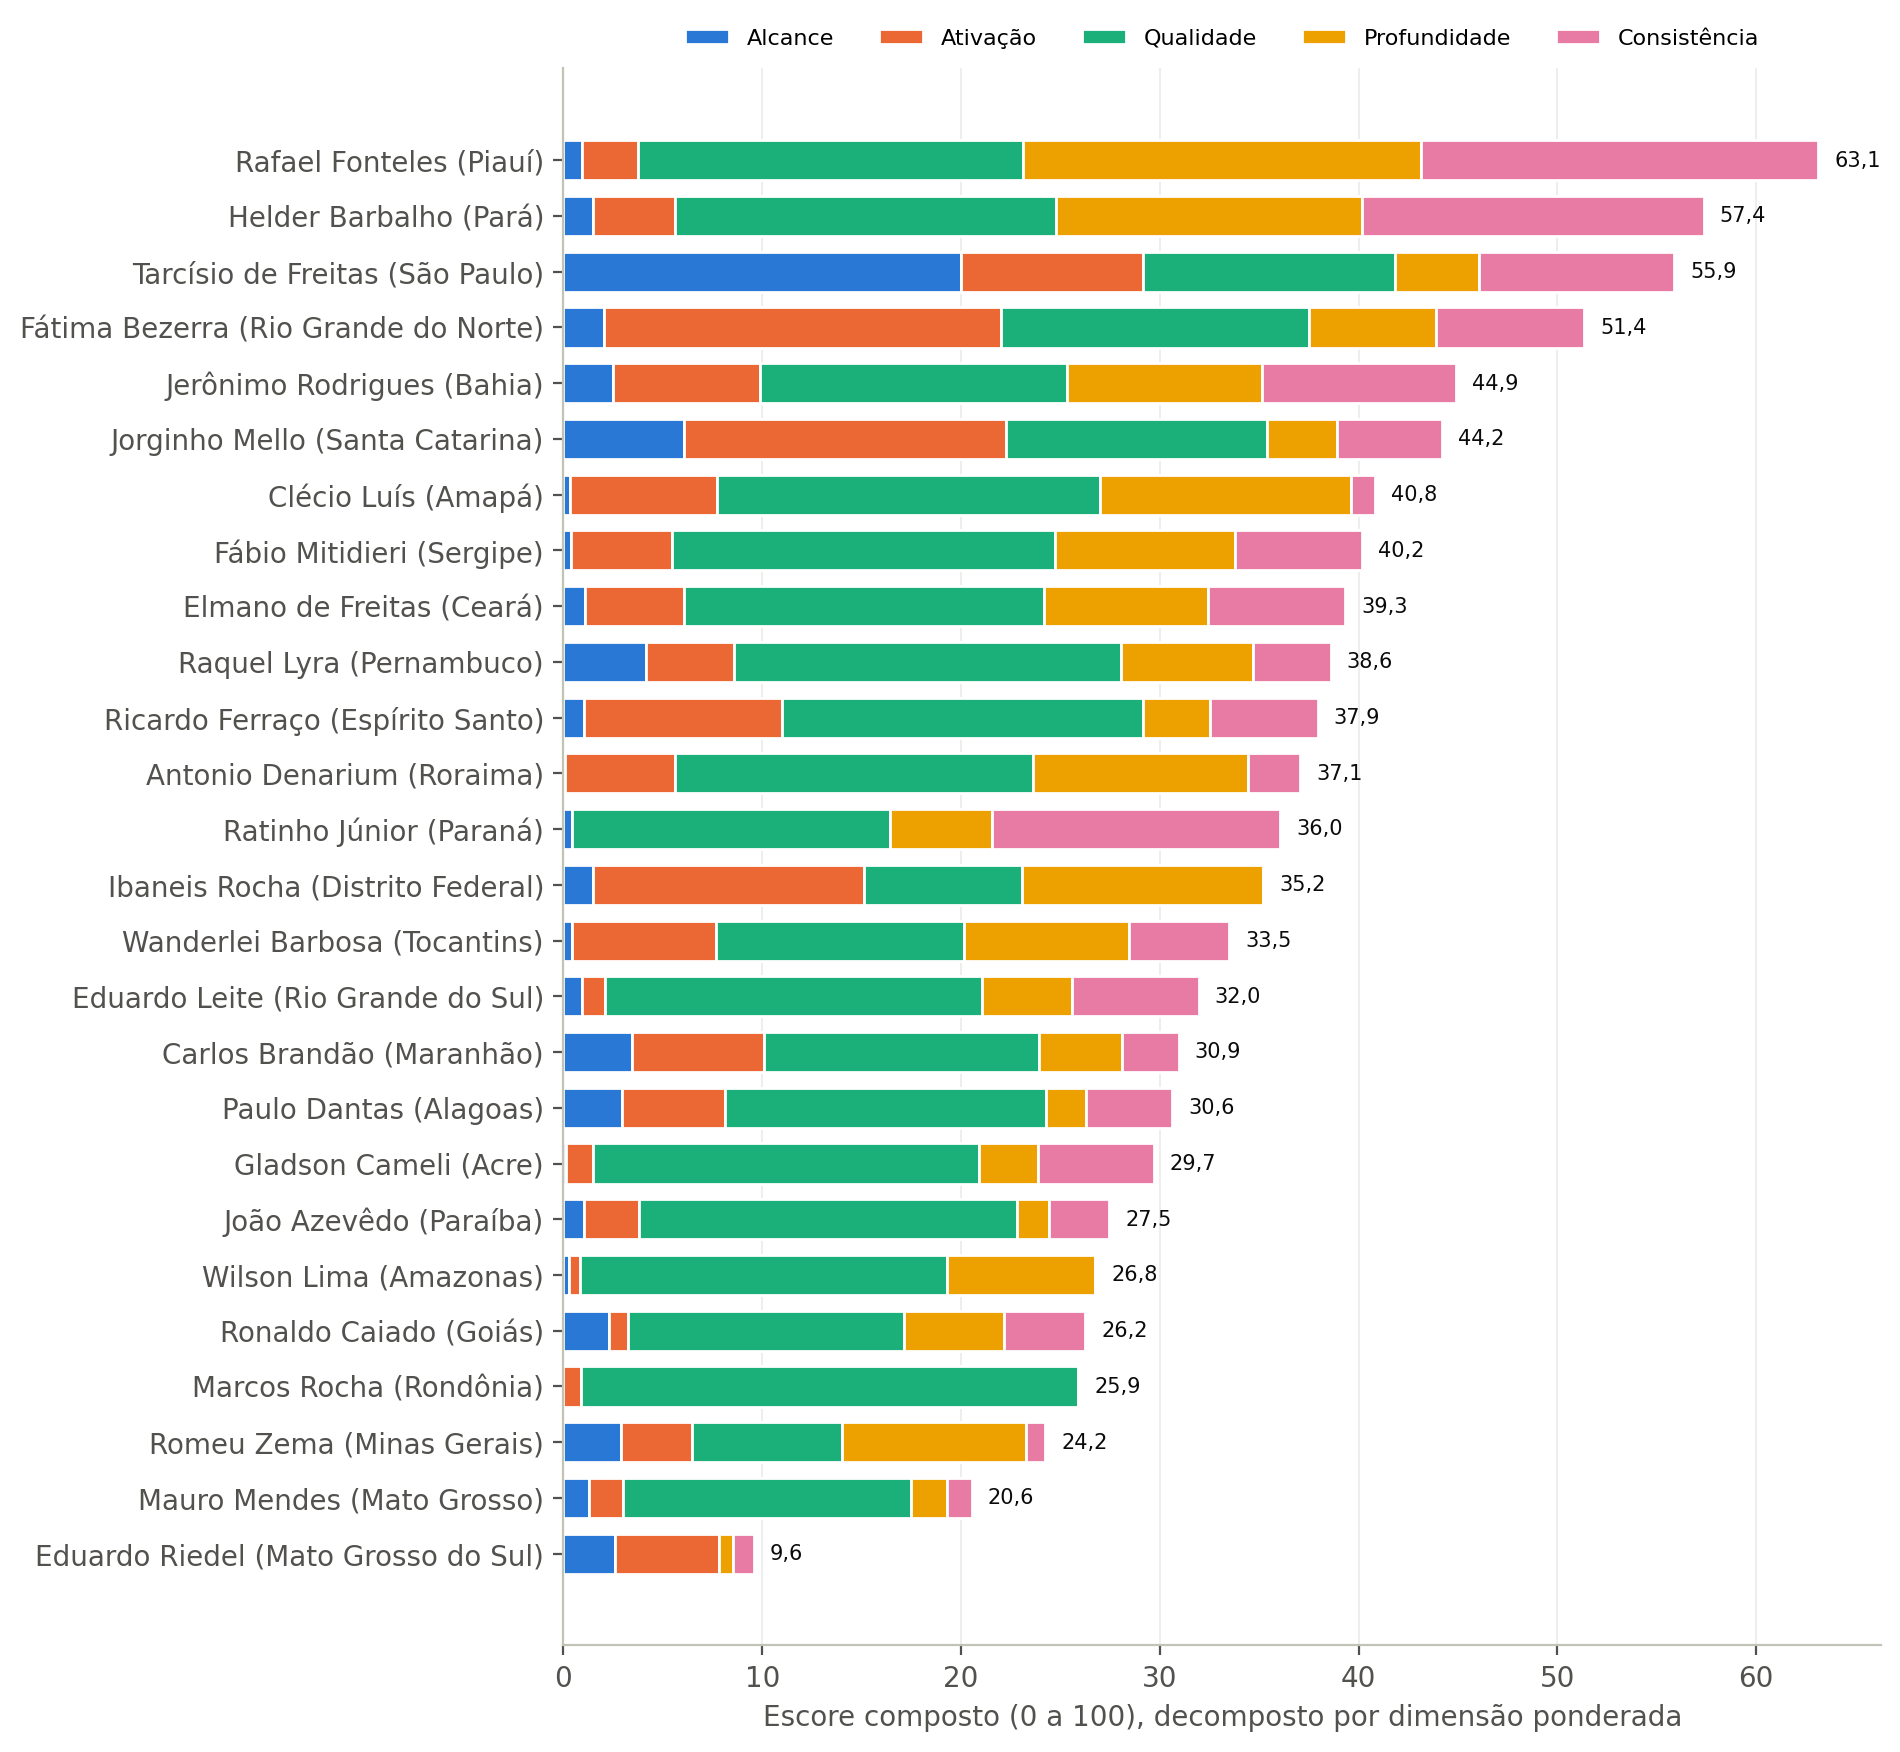 Alcance Ativação Qualidade Profundidade Consistência
Rafael Fonteles (Piauí) 63,1
Helder Barbalho (Pará) 57,4
Tarcísio de Freitas (São Paulo) 55,9
Fátima Bezerra (Rio Grande do Norte) 51,4
Jerônimo Rodrigues (Bahia) 44,9
Jorginho Mello (Santa Catarina) 44,2
Clécio Luís (Amapá) 40,8
Fábio Mitidieri (Sergipe) 40,2
Elmano de Freitas (Ceará) 39,3
Raquel Lyra (Pernambuco) 38,6
Ricardo Ferraço (Espírito Santo) 37,9
Antonio Denarium (Roraima) 37,1
Ratinho Júnior (Paraná) 36,0
Ibaneis Rocha (Distrito Federal) 35,2
Wanderlei Barbosa (Tocantins) 33,5
Eduardo Leite (Rio Grande do Sul) 32,0
Carlos Brandão (Maranhão) 30,9
Paulo Dantas (Alagoas) 30,6
Gladson Cameli (Acre) 29,7
João Azevêdo (Paraíba) 27,5
Wilson Lima (Amazonas) 26,8
Ronaldo Caiado (Goiás) 26,2
Marcos Rocha (Rondônia) 25,9
Romeu Zema (Minas Gerais) 24,2
Mauro Mendes (Mato Grosso) 20,6
Eduardo Riedel (Mato Grosso do Sul) 9,6
0 10 20 30 40 50 60
Escore composto (0 a 100), decomposto por dimensão ponderada